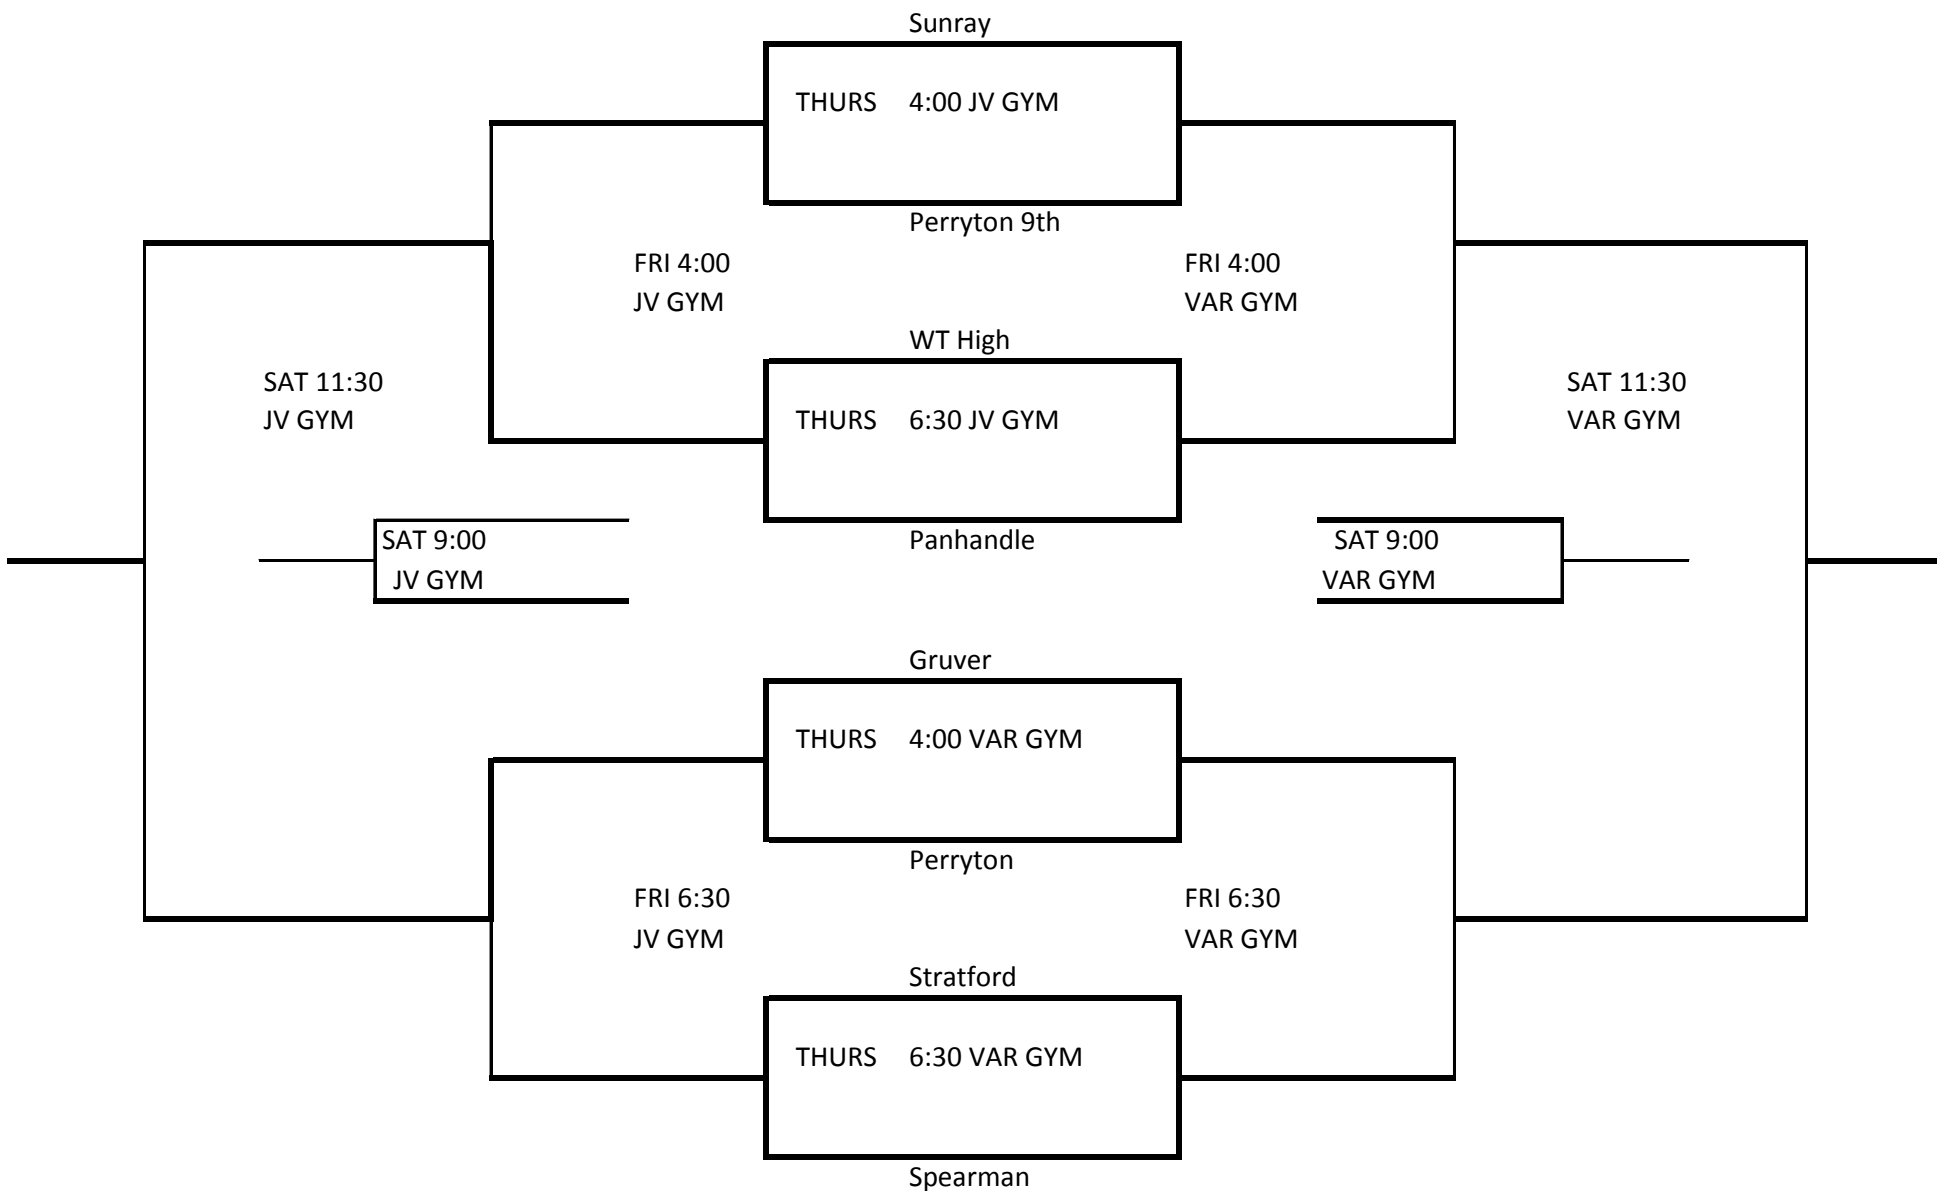 Sunray
THURS 4:00 JV GYM
Perryton 9th
FRI 4:00
JV GYM
FRI 4:00
VAR GYM
WT High
SAT 11:30
JV GYM
THURS 6:30 JV GYM
SAT 11:30
VAR GYM
Panhandle
SAT 9:00
JV GYM
SAT 9:00
VAR GYM
Gruver
THURS 4:00 VAR GYM
Perryton
FRI 6:30
JV GYM
FRI 6:30
VAR GYM
Stratford
THURS 6:30 VAR GYM
Spearman